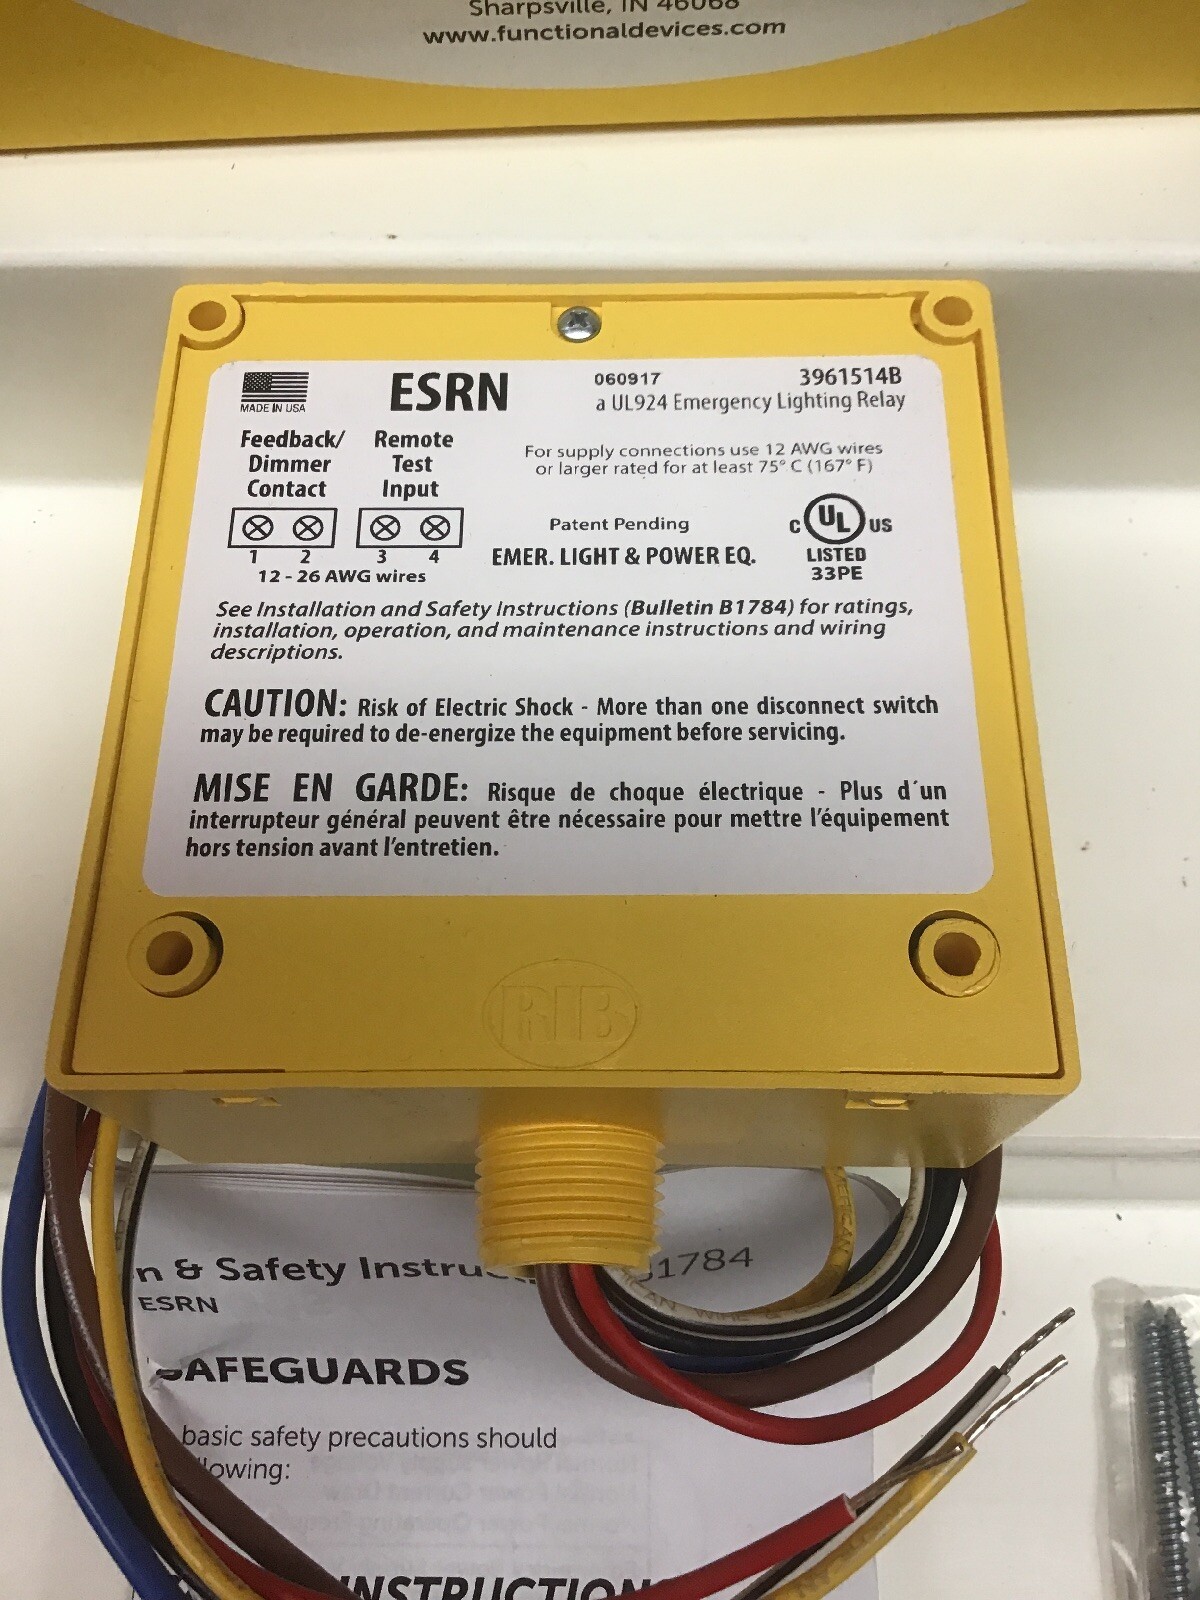 Sharpsville, IN 46068
www.functionaldevices.com
MADE IN USA
ESRN
060917
3961514B
a UL924 Emergency Lighting Relay
Feedback/
Dimmer
Contact
Remote
Test
Input
For supply connections use 12 AWG wires
or larger rated for at least 75° C (167° F)
1 2 3 4
12 - 26 AWG wires
Patent Pending
EMER. LIGHT & POWER EQ.
C UL US
LISTED
33PE
See Installation and Safety Instructions (Bulletin B1784) for ratings,
installation, operation, and maintenance instructions and wiring
descriptions.
CAUTION: Risk of Electric Shock - More than one disconnect switch
may be required to de-energize the equipment before servicing.
MISE EN GARDE: Risque de choque électrique - Plus d´un
interrupteur général peuvent être nécessaire pour mettre l'équipement
hors tension avant l'entretien.
RIB
n & Safety Instru 1784
ESRN
SAFEGUARDS
basic safety precautions should
lowing:
INSTRUCTION